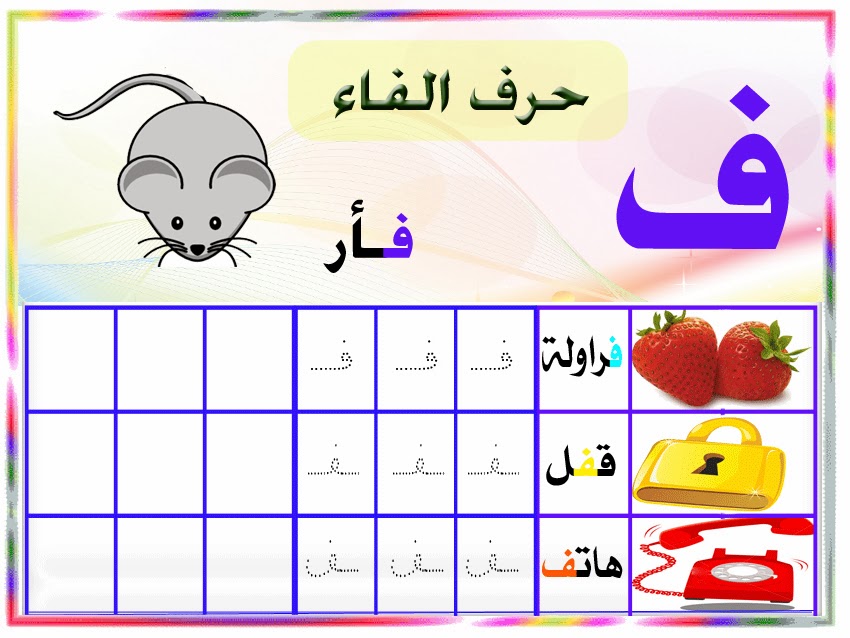 حرف الفاء
ف
فأر
فراولة فـ فـ فـ
قفل ـفـ ـفـ ـفـ
هاتف ـف ـف ـف